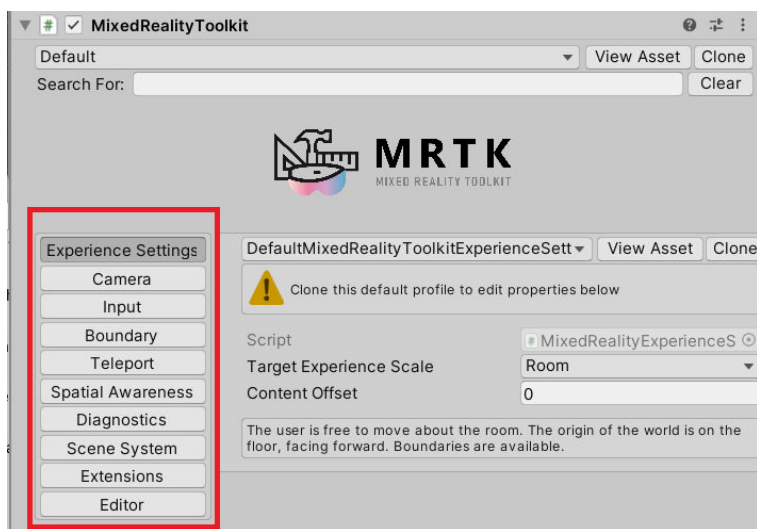 MixedRealityToolkit
Default View Asset Clone
Search For: Clear
MRTK
MIXED REALITY TOOLKIT
Experience Settings
Camera
Input
Boundary
Teleport
Spatial Awareness
Diagnostics
Scene System
Extensions
Editor
DefaultMixedRealityToolkitExperienceSett View Asset Clone
Clone this default profile to edit properties below
Script # MixedRealityExperienceS
Target Experience Scale Room
Content Offset 0
The user is free to move about the room. The origin of the world is on the
floor, facing forward. Boundaries are available.